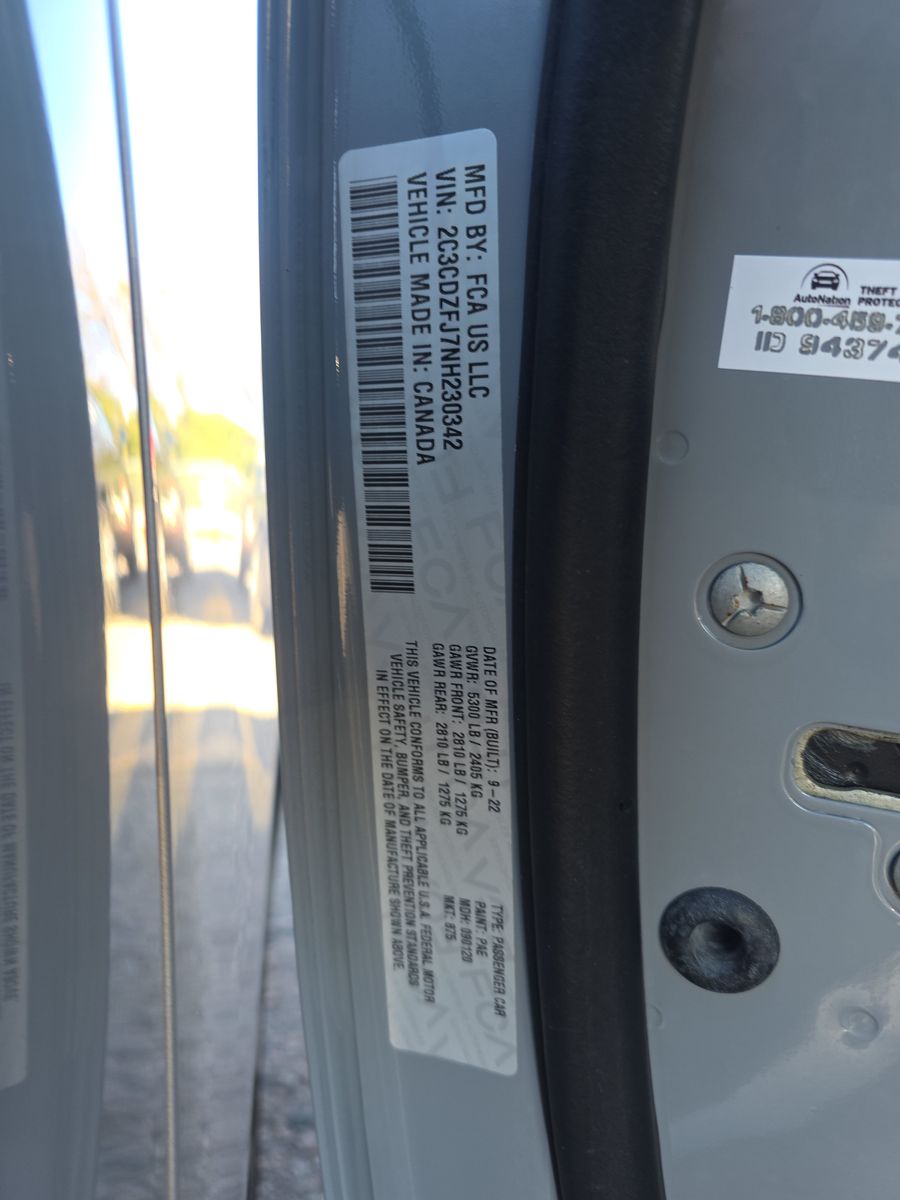 MFD BY: FCA US LLC
VIN: 2C3CDZFJ7NH230342
VEHICLE MADE IN: CANADA
DATE OF MFR (BUILT): 9-22
GVWR: 5300 LB / 2405 KG
GAWR FRONT: 2810 LB / 1275 KG
GAWR REAR: 2810 LB / 1275 KG
THIS VEHICLE CONFORMS TO ALL APPLICABLE U.S.A. FEDERAL MOTOR
VEHICLE SAFETY, BUMPER, AND THEFT PREVENTION STANDARDS
IN EFFECT ON THE DATE OF MANUFACTURE SHOWN ABOVE.
TYPE: PASSENGER CAR
PAINT: PAE
MDH: 090120
MKT: 875
AutoNation
THEFT
PROTEC
1-800-459-
ID 94374